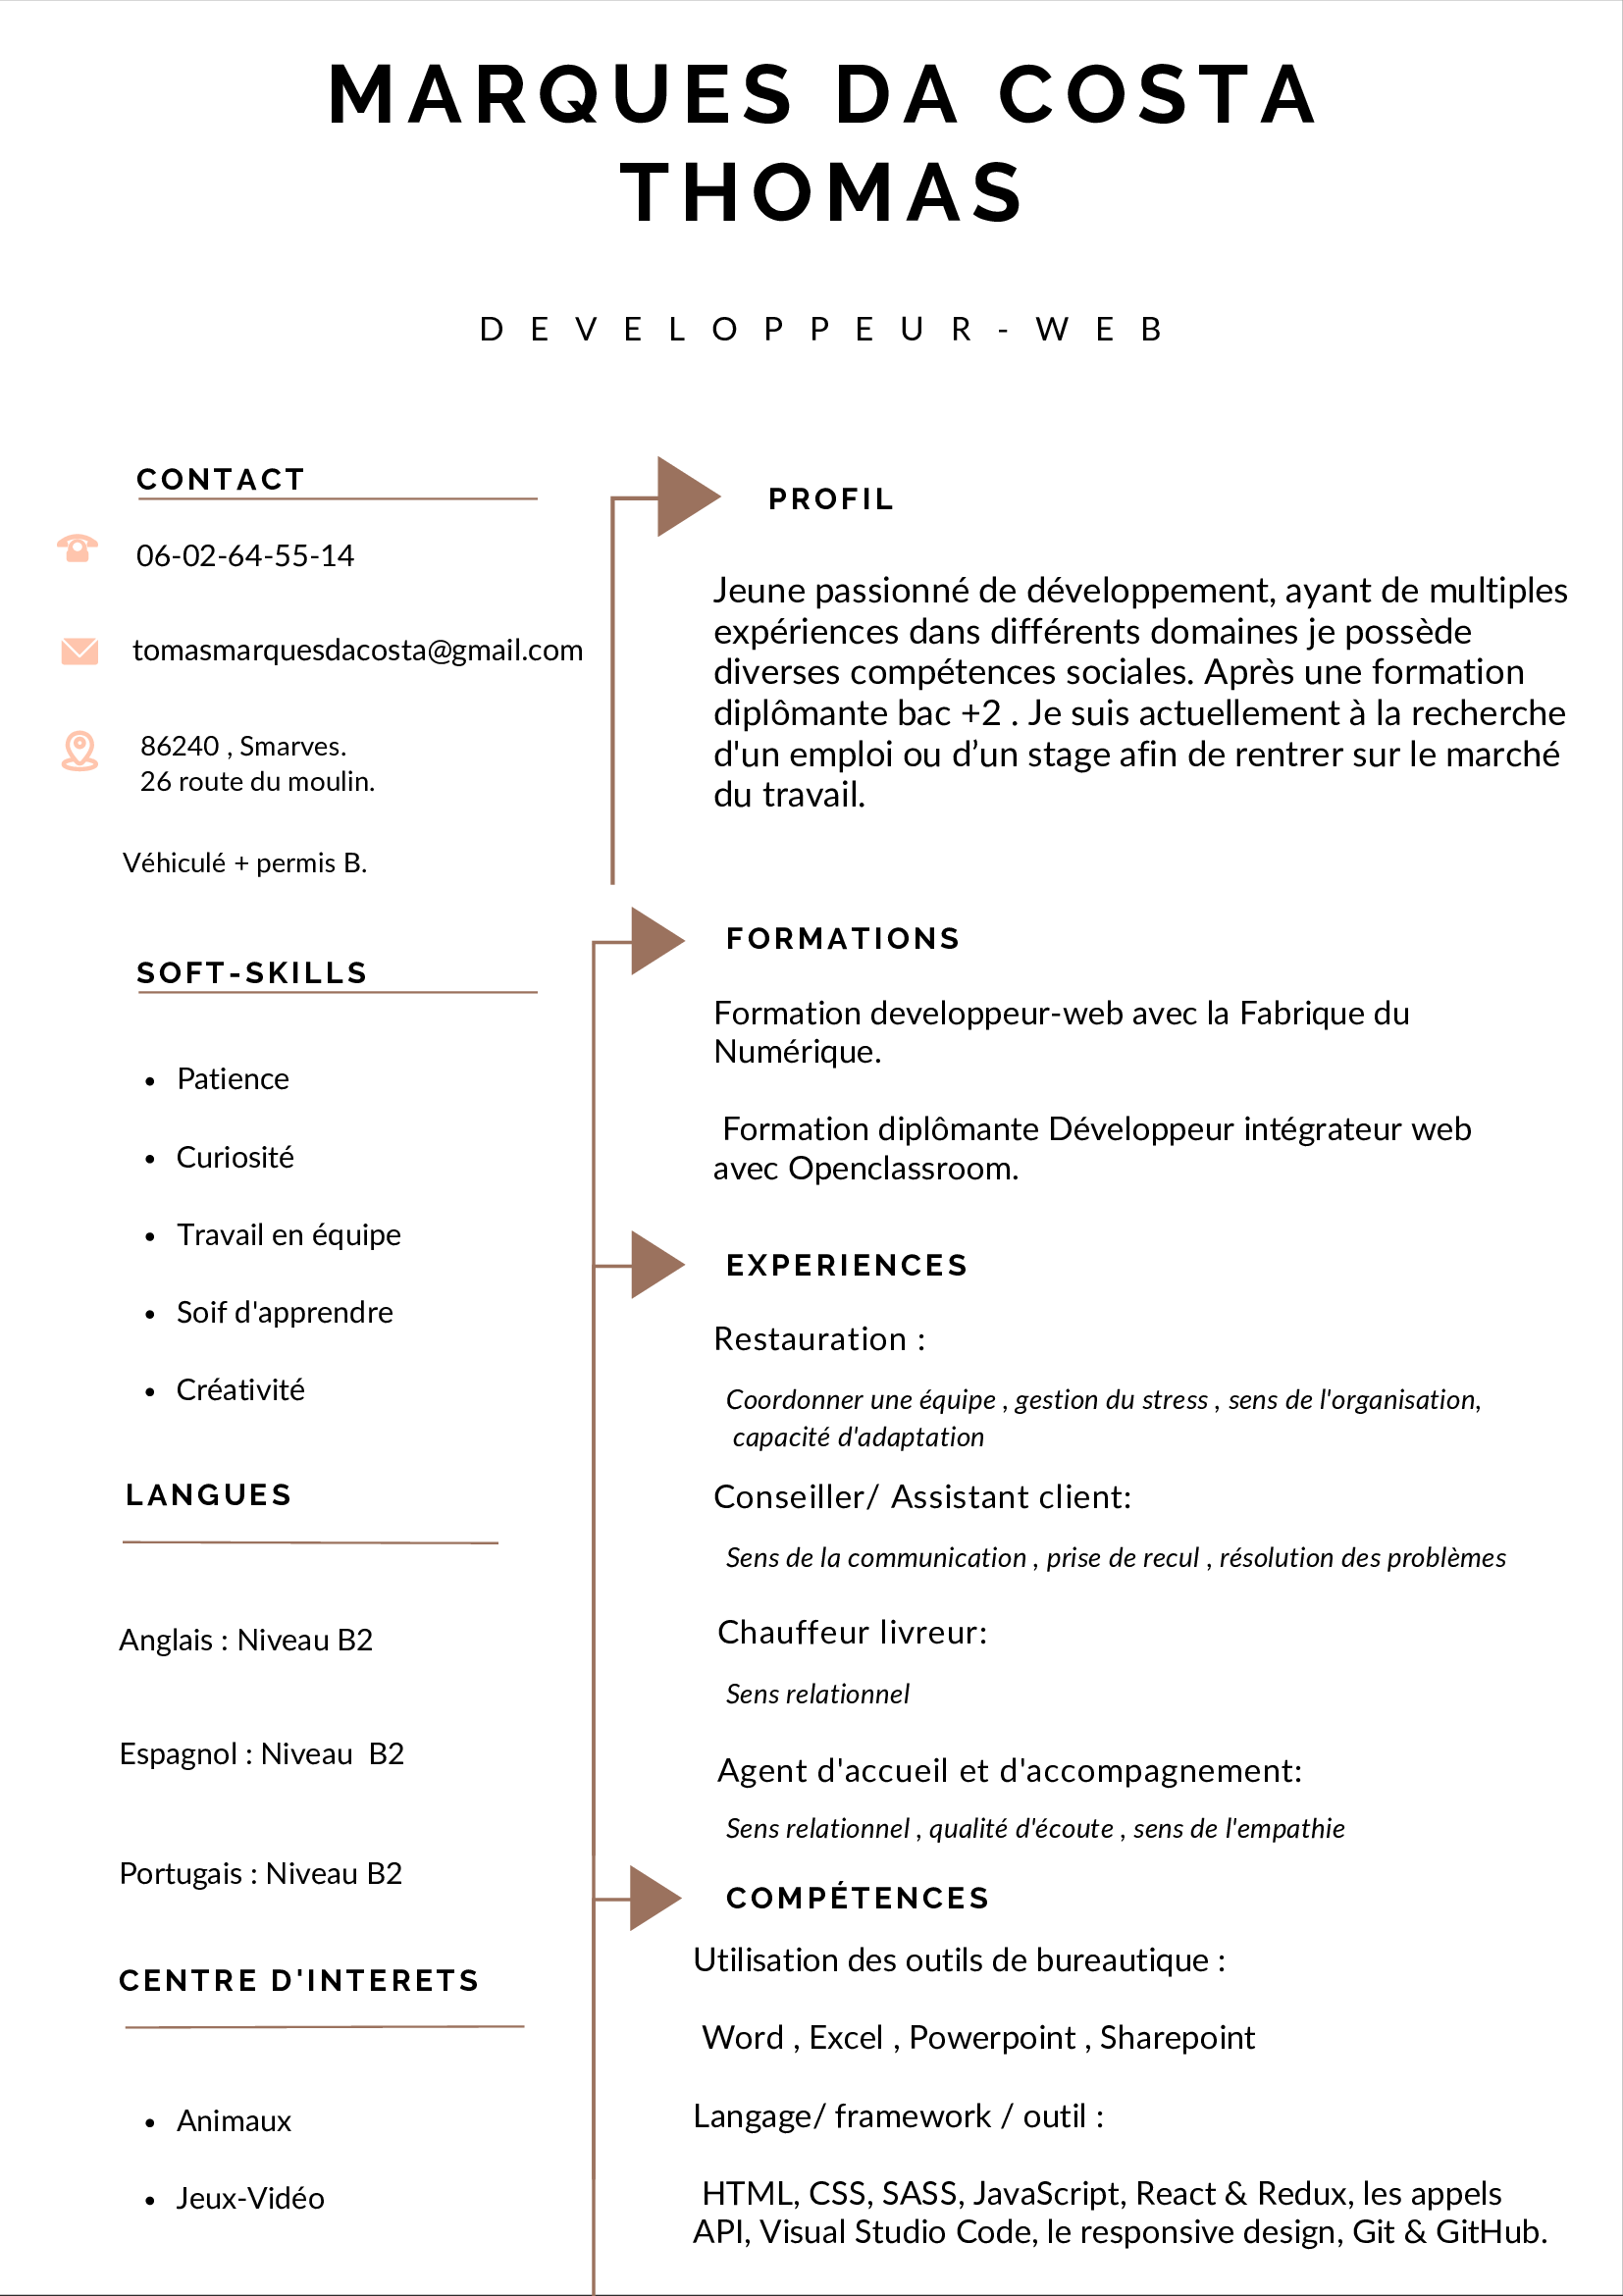 MARQUES DA COSTA
THOMAS
DEVELOPPEUR-WEB
CONTACT
06-02-64-55-14
tomasmarquesdacosta@gmail.com
86240 , Smarves.
26 route du moulin.
Véhiculé + permis B.
SOFT-SKILLS
• Patience
• Curiosité
• Travail en équipe
• Soif d'apprendre
• Créativité
LANGUES
Anglais : Niveau B2
Espagnol : Niveau  B2
Portugais : Niveau B2
CENTRE D'INTERETS
• Animaux
• Jeux-Vidéo
PROFIL
Jeune passionné de développement, ayant de multiples
expériences dans différents domaines je possède
diverses compétences sociales. Après une formation
diplômante bac +2 . Je suis actuellement à la recherche
d'un emploi ou d’un stage afin de rentrer sur le marché
du travail.
FORMATIONS
Formation developpeur-web avec la Fabrique du
Numérique.
Formation diplômante Développeur intégrateur web
avec Openclassroom.
EXPERIENCES
Restauration :
Coordonner une équipe , gestion du stress , sens de l'organisation,
capacité d'adaptation
Conseiller/ Assistant client:
Sens de la communication , prise de recul , résolution des problèmes
Chauffeur livreur:
Sens relationnel
Agent d'accueil et d'accompagnement:
Sens relationnel , qualité d'écoute , sens de l'empathie
COMPÉTENCES
Utilisation des outils de bureautique :
Word , Excel , Powerpoint , Sharepoint
Langage/ framework / outil :
HTML, CSS, SASS, JavaScript, React & Redux, les appels
API, Visual Studio Code, le responsive design, Git & GitHub.